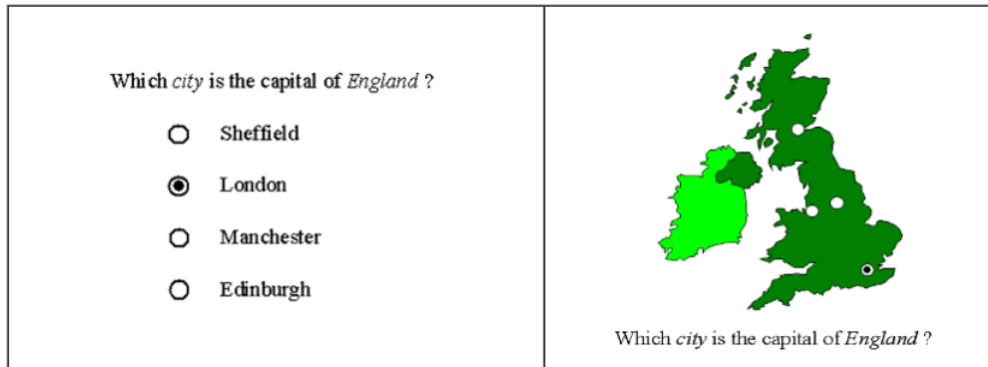 Which city is the capital of England ?
Sheffield
London
Manchester
Edinburgh
Which city is the capital of England ?